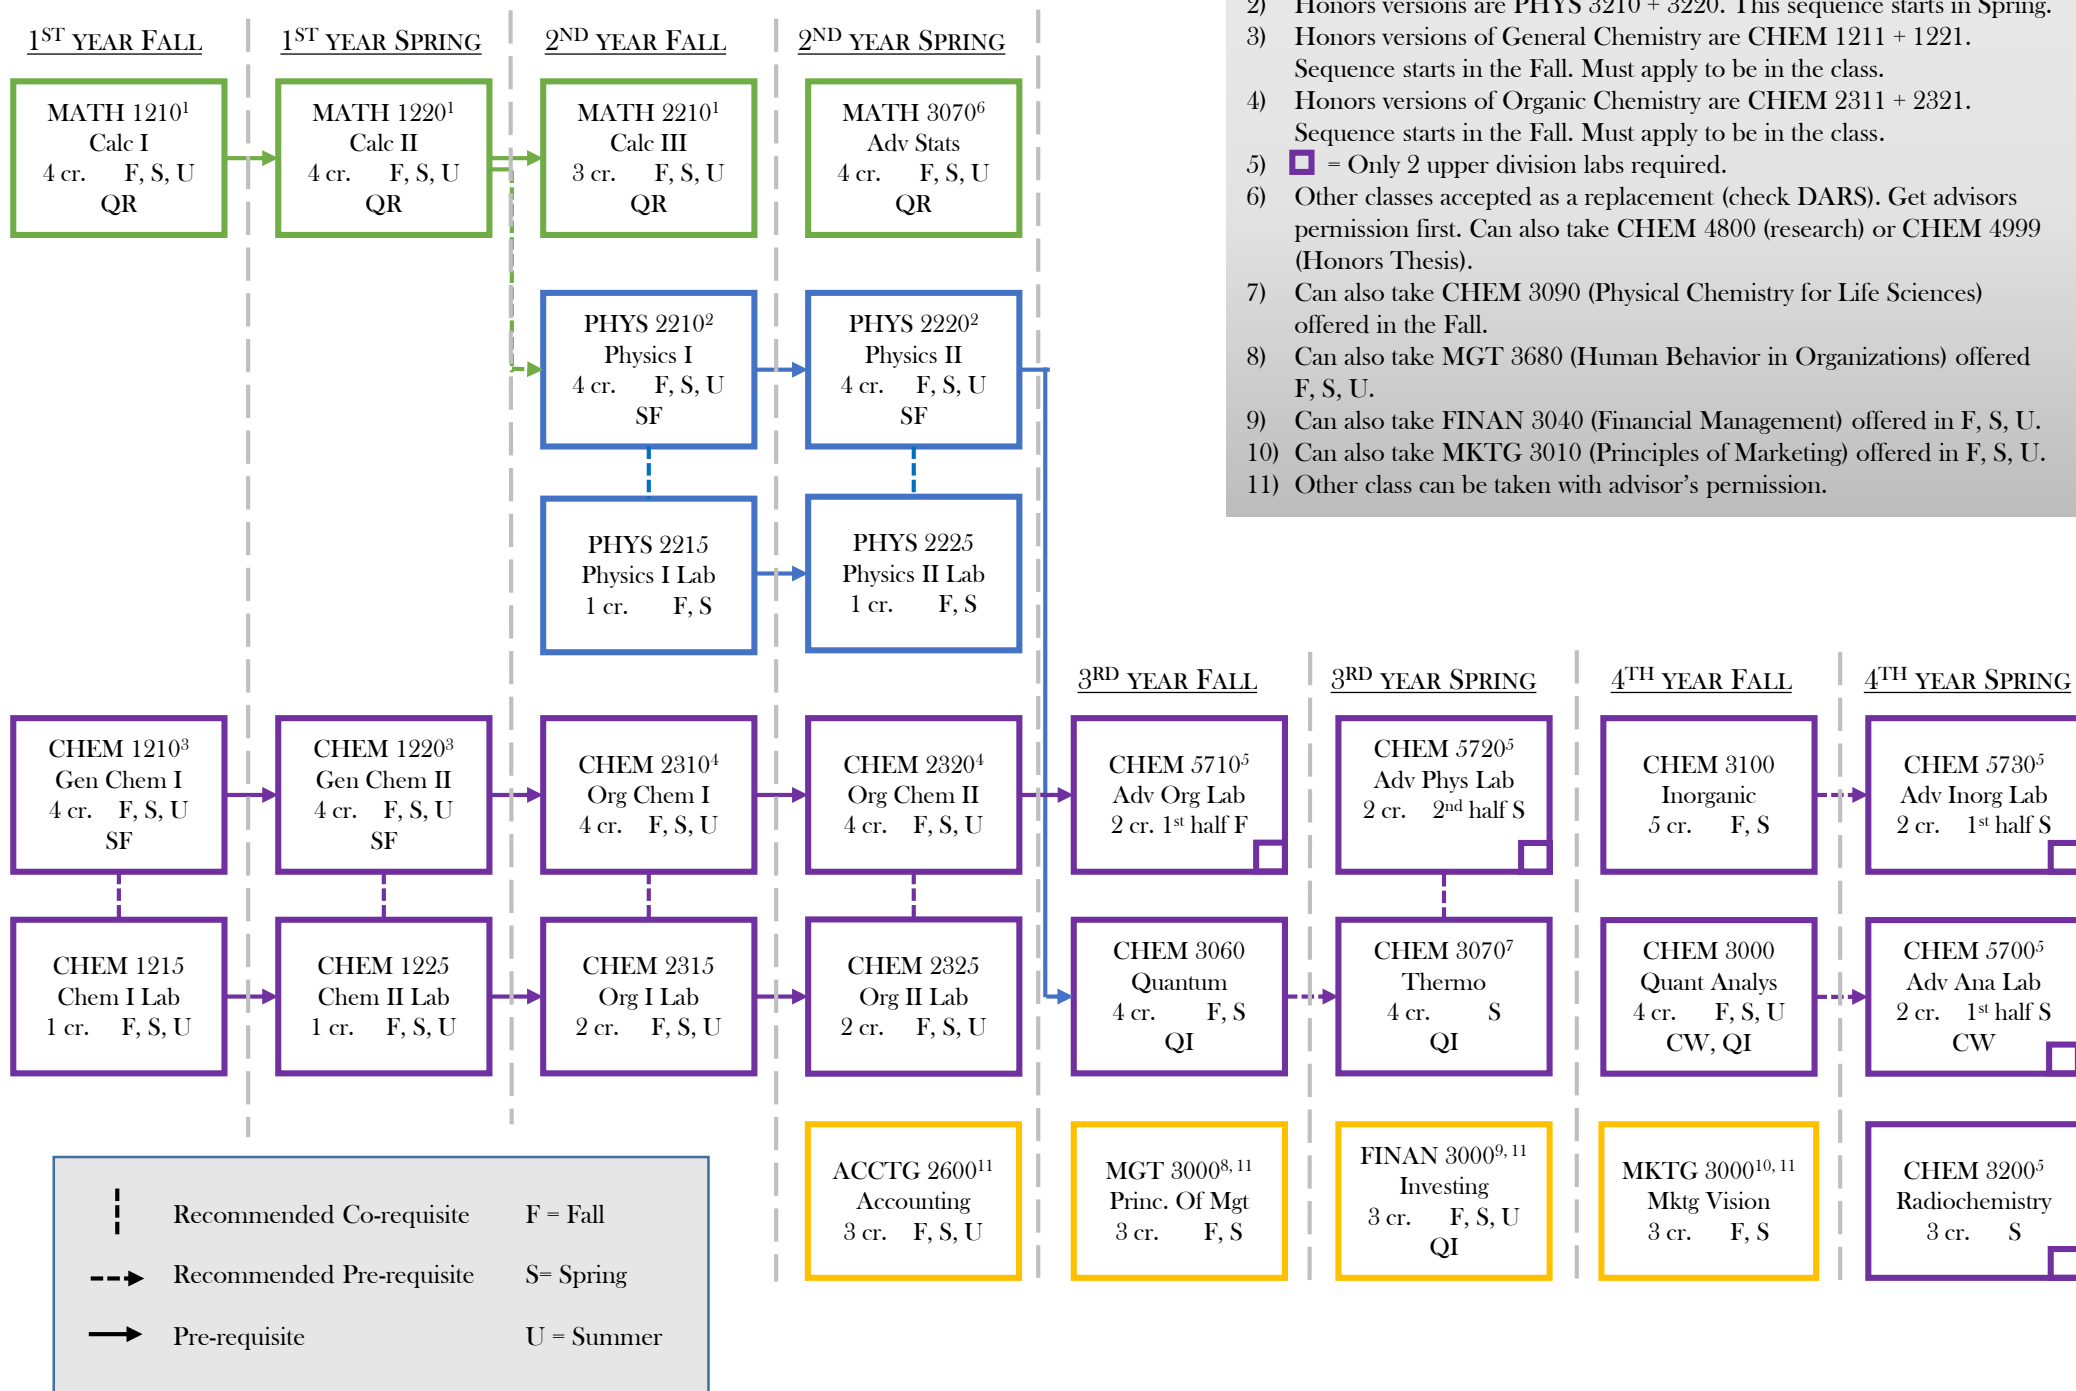 2) Honors versions are PHYS 3210 + 3220. This sequence starts in Spring.
3) Honors versions of General Chemistry are CHEM 1211 + 1221.
Sequence starts in the Fall. Must apply to be in the class.
4) Honors versions of Organic Chemistry are CHEM 2311 + 2321.
Sequence starts in the Fall. Must apply to be in the class.
5) = Only 2 upper division labs required.
6) Other classes accepted as a replacement (check DARS). Get advisors
permission first. Can also take CHEM 4800 (research) or CHEM 4999
(Honors Thesis).
7) Can also take CHEM 3090 (Physical Chemistry for Life Sciences)
offered in the Fall.
8) Can also take MGT 3680 (Human Behavior in Organizations) offered
F, S, U.
9) Can also take FINAN 3040 (Financial Management) offered in F, S, U.
10) Can also take MKTG 3010 (Principles of Marketing) offered in F, S, U.
11) Other class can be taken with advisor's permission.
1ST YEAR FALL
1ST YEAR SPRING
2ND YEAR FALL
2ND YEAR SPRING
MATH 1210¹
Calc I
4 cr. F, S, U
QR
MATH 1220¹
Calc II
4 cr. F, S, U
QR
MATH 2210¹
Calc III
3 cr. F, S, U
QR
MATH 3070⁶
Adv Stats
4 cr. F, S, U
QR
PHYS 2210²
Physics I
4 cr. F, S, U
SF
PHYS 2220²
Physics II
4 cr. F, S, U
SF
PHYS 2215
Physics I Lab
1 cr. F, S
PHYS 2225
Physics II Lab
1 cr. F, S
3RD YEAR FALL
3RD YEAR SPRING
4TH YEAR FALL
4TH YEAR SPRING
CHEM 1210³
Gen Chem I
4 cr. F, S, U
SF
CHEM 1220³
Gen Chem II
4 cr. F, S, U
SF
CHEM 2310⁴
Org Chem I
4 cr. F, S, U
CHEM 2320⁴
Org Chem II
4 cr. F, S, U
CHEM 5710⁵
Adv Org Lab
2 cr. 1st half F
CHEM 5720⁵
Adv Phys Lab
2 cr. 2nd half S
CHEM 3100
Inorganic
5 cr. F, S
CHEM 5730⁵
Adv Inorg Lab
2 cr. 1st half S
CHEM 1215
Chem I Lab
1 cr. F, S, U
CHEM 1225
Chem II Lab
1 cr. F, S, U
CHEM 2315
Org I Lab
2 cr. F, S, U
CHEM 2325
Org II Lab
2 cr. F, S, U
CHEM 3060
Quantum
4 cr. F, S
QI
CHEM 3070⁷
Thermo
4 cr. S
QI
CHEM 3000
Quant Analys
4 cr. F, S, U
CW, QI
CHEM 5700⁵
Adv Ana Lab
2 cr. 1st half S
CW
ACCTG 2600¹¹
Accounting
3 cr. F, S, U
MGT 3000⁸˒ ¹¹
Princ. Of Mgt
3 cr. F, S
FINAN 3000⁹˒ ¹¹
Investing
3 cr. F, S, U
QI
MKTG 3000¹⁰˒ ¹¹
Mktg Vision
3 cr. F, S
CHEM 3200⁵
Radiochemistry
3 cr. S
Recommended Co-requisite F = Fall
Recommended Pre-requisite S= Spring
Pre-requisite U = Summer